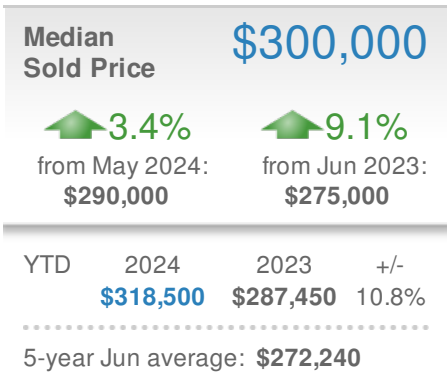 Median Sold Price $300,000
3.4% 9.1%
from May 2024: from Jun 2023:
$290,000 $275,000
YTD 2024 2023 +/-
$318,500 $287,450 10.8%
5-year Jun average: $272,240